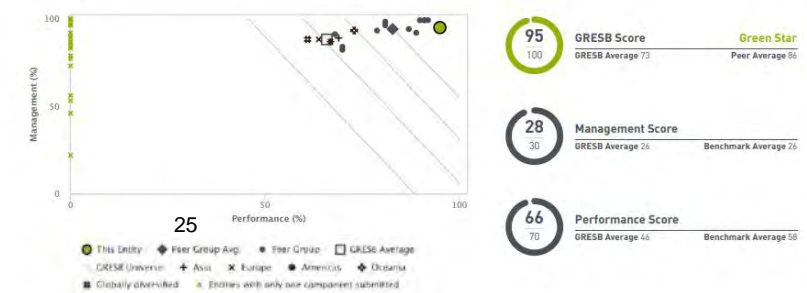 100
50
0
Management (%)
0
50
100
Performance (%)
25
This Entity Peer Group Avg. Peer Group GRESB Average
GRESB Universe Asia Europe Americas Oceania
Globally diversified Entities with only one component submitted
95
100
GRESB Score Green Star
GRESB Average 73 Peer Average 86
28
30
Management Score
GRESB Average 26 Benchmark Average 26
66
70
Performance Score
GRESB Average 46 Benchmark Average 58